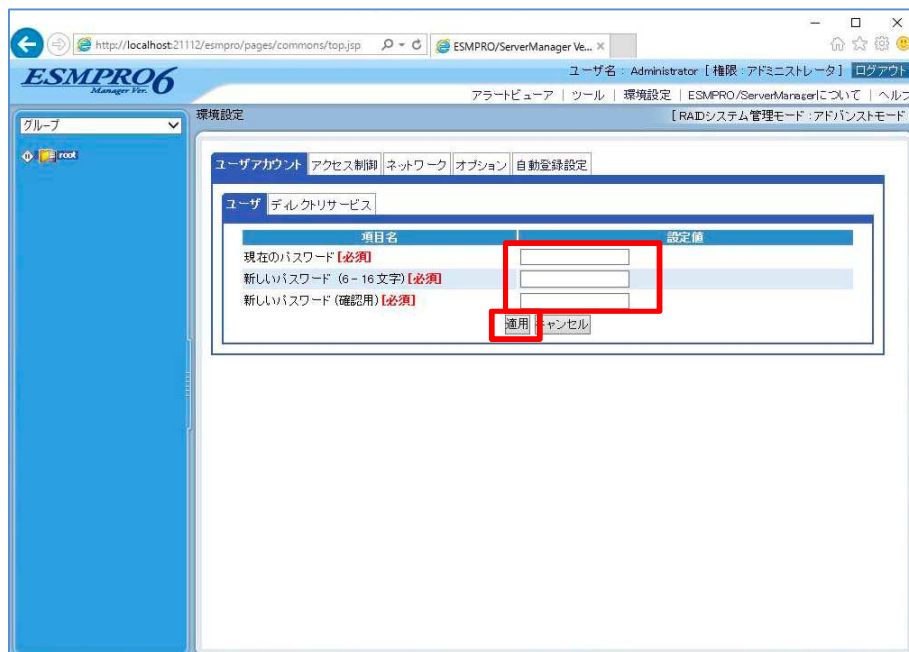 http://localhost:21112/esmpro/pages/commons/top.jsp
ESMPRO/ServerManager Ve... ×
ESMPRO6
Manager Ver.
ユーザ名 : Administrator [ 権限 : アドミニストレータ ] ログアウト
アラートビューア | ツール | 環境設定 | ESMPRO/ServerManagerについて | ヘルプ
グループ
環境設定
[ RAIDシステム管理モード : アドバンストモード
root
ユーザアカウント アクセス制御 ネットワーク オプション 自動登録設定
ユーザ ディレクトリサービス
項目名 設定値
現在のパスワード [必須]
新しいパスワード (6 - 16 文字) [必須]
新しいパスワード (確認用) [必須]
適用 キャンセル